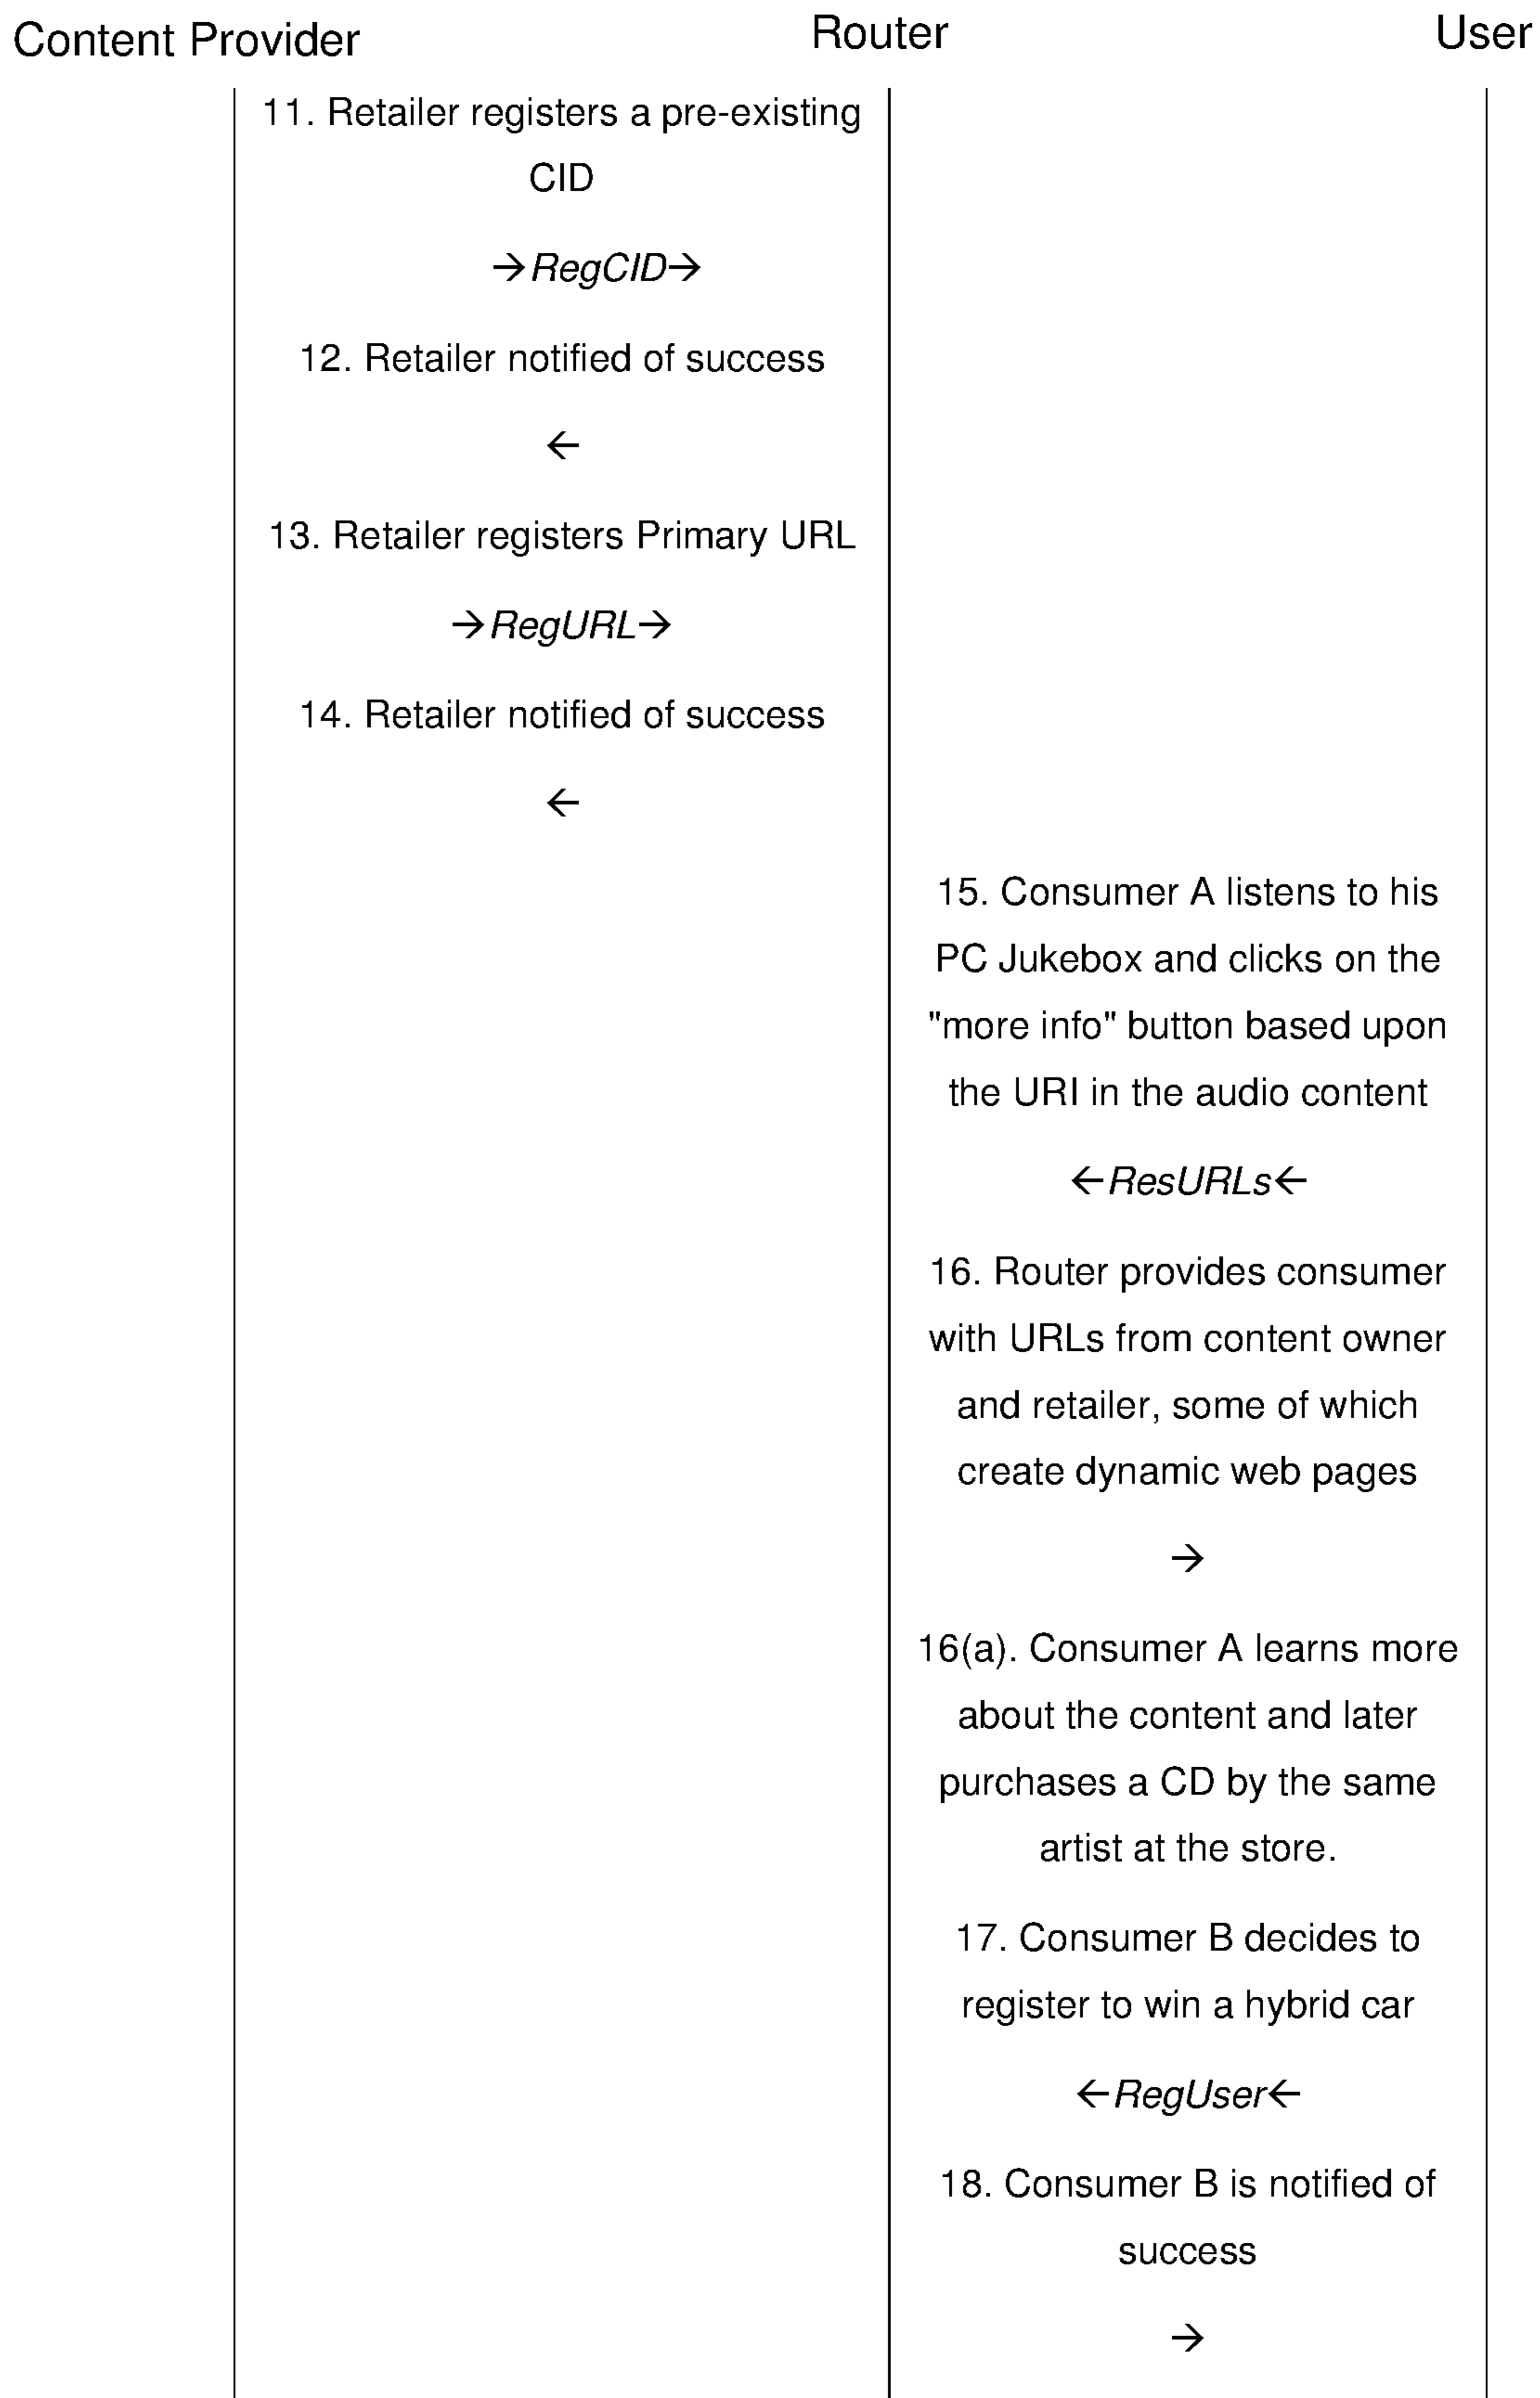 Content Provider
Router
User
11. Retailer registers a pre-existing
CID
→RegCID→
12. Retailer notified of success
←
13. Retailer registers Primary URL
→RegURL→
14. Retailer notified of success
←
15. Consumer A listens to his
PC Jukebox and clicks on the
"more info" button based upon
the URI in the audio content
←ResURLs←
16. Router provides consumer
with URLs from content owner
and retailer, some of which
create dynamic web pages
→
16(a). Consumer A learns more
about the content and later
purchases a CD by the same
artist at the store.
17. Consumer B decides to
register to win a hybrid car
←RegUser←
18. Consumer B is notified of
success
→